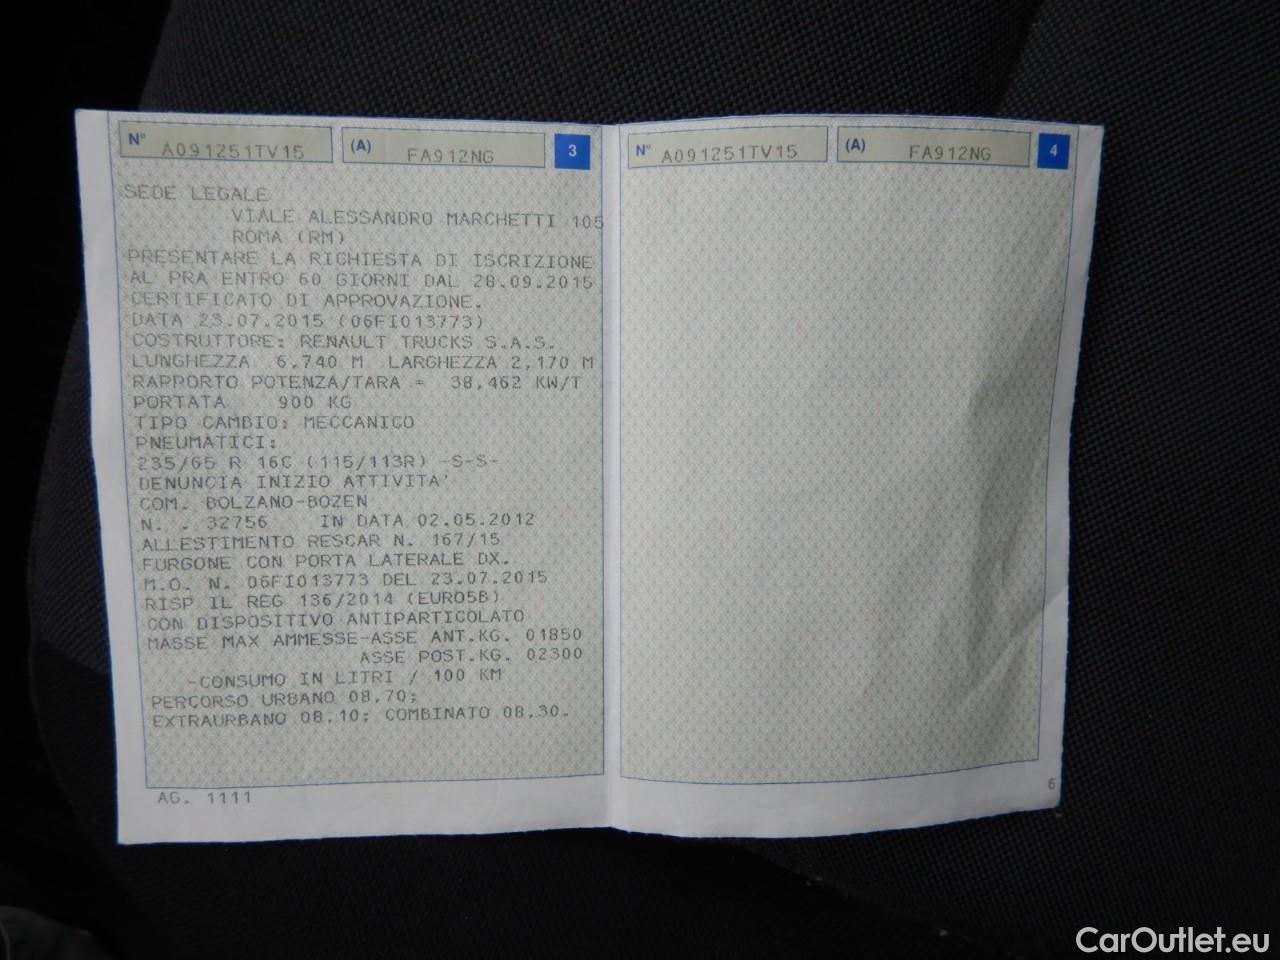 N° A091251TV15 (A) FA912NG 3
SEDE LEGALE
VIALE ALESSANDRO MARCHETTI 105
ROMA (RM)
PRESENTARE LA RICHIESTA DI ISCRIZIONE
AL PRA ENTRO 60 GIORNI DAL 28.09.2015
CERTIFICATO DI APPROVAZIONE.
DATA 23.07.2015 (06FI013773)
COSTRUTTORE: RENAULT TRUCKS S.A.S.
LUNGHEZZA 6,740 M LARGHEZZA 2,170 M
RAPPORTO POTENZA/TARA = 38,462 KW/T
PORTATA 900 KG
TIPO CAMBIO: MECCANICO
PNEUMATICI:
235/65 R 16C (115/113R) -S-S-
DENUNCIA INIZIO ATTIVITA'
COM. BOLZANO-BOZEN
N. . 32756 IN DATA 02.05.2012
ALLESTIMENTO RESCAR N. 167/15
FURGONE CON PORTA LATERALE DX.
M.O. N. 06FI013773 DEL 23.07.2015
RISP IL REG 136/2014 (EURO5B)
CON DISPOSITIVO ANTIPARTICOLATO
MASSE MAX AMMESSE-ASSE ANT.KG. 01850
ASSE POST.KG. 02300
-CONSUMO IN LITRI / 100 KM
PERCORSO URBANO 08,70;
EXTRAURBANO 08,10; COMBINATO 08,30.
AG. 1111
N° A091251TV15 (A) FA912NG 4
6
CarOutlet.eu